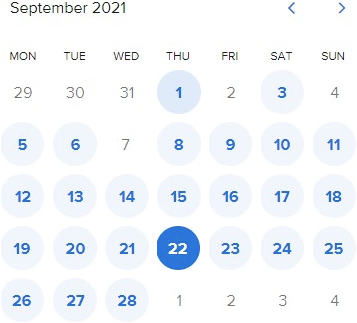 September 2021
MON TUE WED THU FRI SAT SUN
29 30 31 1 2 3 4
5 6 7 8 9 10 11
12 13 14 15 16 17 18
19 20 21 22 23 24 25
26 27 28 1 2 3 4